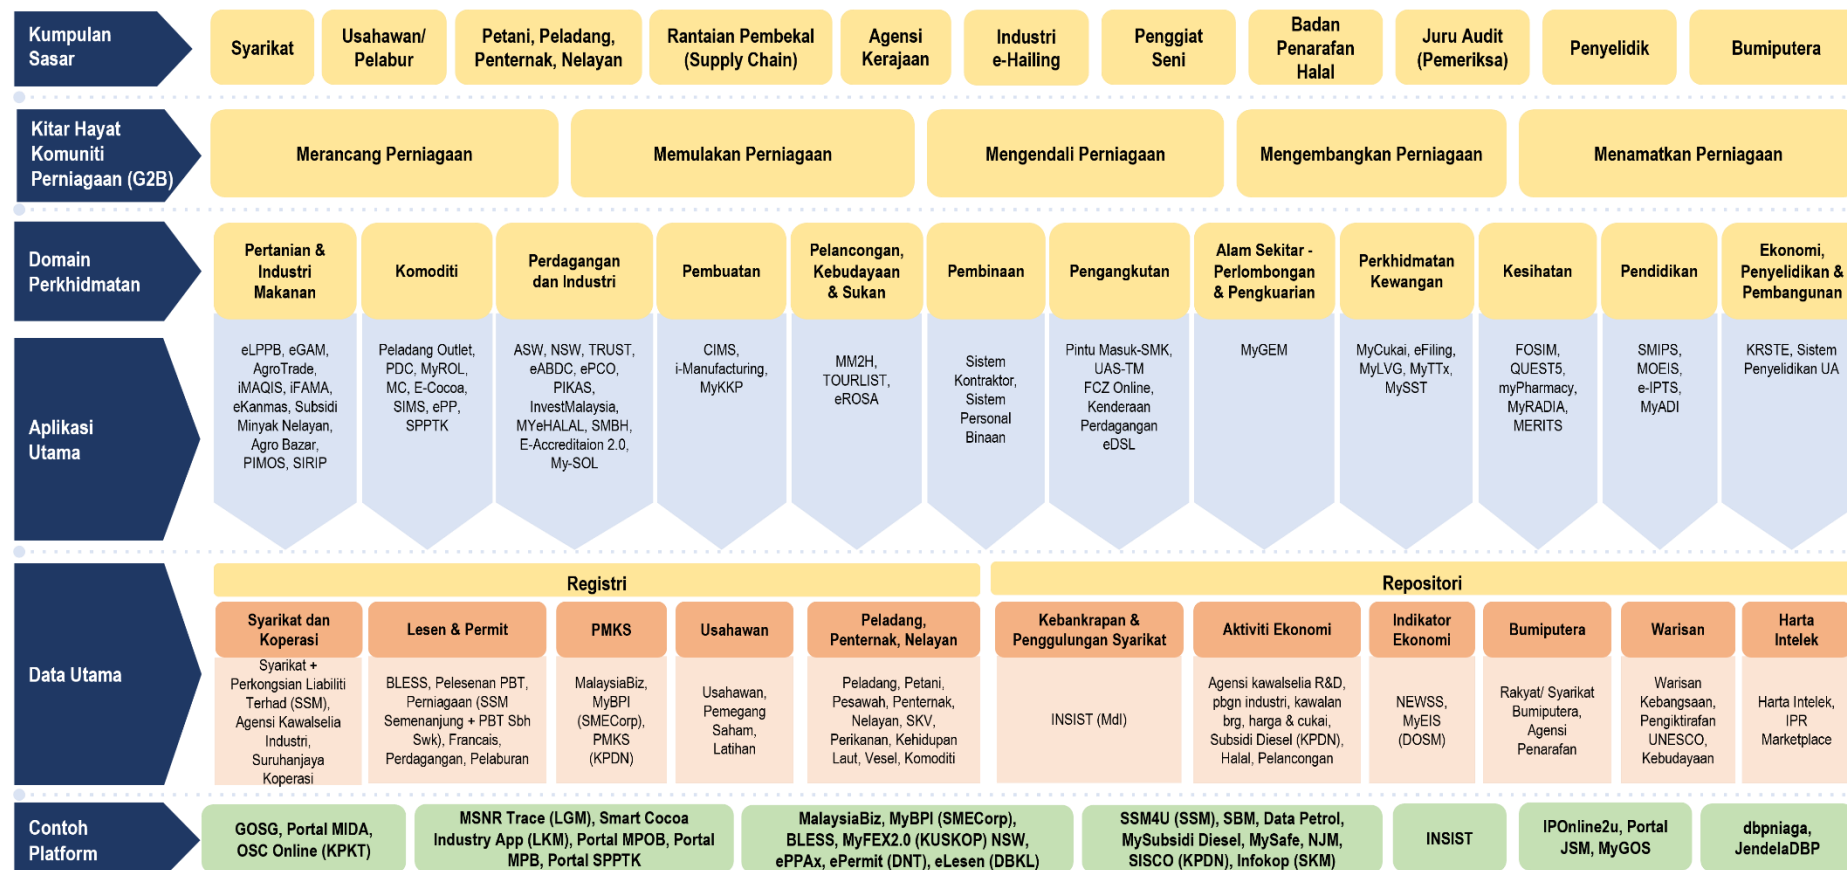 Kumpulan
Sasar
Syarikat
Usahawan/
Pelabur
Petani, Peladang,
Penternak, Nelayan
Rantaian Pembekal
(Supply Chain)
Agensi
Kerajaan
Industri
e-Hailing
Penggiat
Seni
Badan
Penarafan
Halal
Juru Audit
(Pemeriksa)
Penyelidik
Bumiputera
Kitar Hayat
Komuniti
Perniagaan (G2B)
Merancang Perniagaan
Memulakan Perniagaan
Mengendali Perniagaan
Mengembangkan Perniagaan
Menamatkan Perniagaan
Domain
Perkhidmatan
Pertanian &
Industri
Makanan
Komoditi
Perdagangan
dan Industri
Pembuatan
Pelancongan,
Kebudayaan
& Sukan
Pembinaan
Pengangkutan
Alam Sekitar -
Perlombongan
& Pengkuarian
Perkhidmatan
Kewangan
Kesihatan
Pendidikan
Ekonomi,
Penyelidikan &
Pembangunan
Aplikasi
Utama
eLPPB, eGAM,
AgroTrade,
iMAQIS, iFAMA,
eKanmas, Subsidi
Minyak Nelayan,
Agro Bazar,
PIMOS, SIRIP
Peladang Outlet,
PDC, MyROL,
MC, E-Cocoa,
SIMS, ePP,
SPPTK
ASW, NSW, TRUST,
eABDC, ePCO,
PIKAS,
InvestMalaysia,
MYeHALAL, SMBH,
E-Accreditaion 2.0,
My-SOL
CIMS,
i-Manufacturing,
MyKKP
MM2H,
TOURLIST,
eROSA
Sistem
Kontraktor,
Sistem
Personal
Binaan
Pintu Masuk-SMK,
UAS-TM
FCZ Online,
Kenderaan
Perdagangan
eDSL
MyGEM
MyCukai, eFiling,
MyLVG, MyTTx,
MySST
FOSIM,
QUEST5,
myPharmacy,
MyRADIA,
MERITS
SMIPS,
MOEIS,
e-IPTS,
MyADI
KRSTE, Sistem
Penyelidikan UA
Data Utama
Registri
Repositori
Syarikat dan
Koperasi
Lesen & Permit
PMKS
Usahawan
Peladang,
Penternak, Nelayan
Kebankrapan &
Penggulungan Syarikat
Aktiviti Ekonomi
Indikator
Ekonomi
Bumiputera
Warisan
Harta
Intelek
Syarikat +
Perkongsian Liabiliti
Terhad (SSM),
Agensi Kawalselia
Industri,
Suruhanjaya
Koperasi
BLESS, Pelesenan PBT,
Perniagaan (SSM
Semenanjung + PBT Sbh
Swk), Francais,
Perdagangan, Pelaburan
MalaysiaBiz,
MyBPI
(SMECorp),
PMKS
(KPDN)
Usahawan,
Pemegang
Saham,
Latihan
Peladang, Petani,
Pesawah, Penternak,
Nelayan, SKV,
Perikanan, Kehidupan
Laut, Vesel, Komoditi
INSIST (MdI)
Agensi kawalselia R&D,
pbgn industri, kawalan
brg, harga & cukai,
Subsidi Diesel (KPDN),
Halal, Pelancongan
NEWSS,
MyEIS
(DOSM)
Rakyat/ Syarikat
Bumiputera,
Agensi
Penarafan
Warisan
Kebangsaan,
Pengiktirafan
UNESCO,
Kebudayaan
Harta Intelek,
IPR
Marketplace
Contoh
Platform
GOSG, Portal MIDA,
OSC Online (KPKT)
MSNR Trace (LGM), Smart Cocoa
Industry App (LKM), Portal MPOB, Portal
MPB, Portal SPPTK
MalaysiaBiz, MyBPI (SMECorp),
BLESS, MyFEX2.0 (KUSKOP) NSW,
ePPAx, ePermit (DNT), eLesen (DBKL)
SSM4U (SSM), SBM, Data Petrol,
MySubsidi Diesel, MySafe, NJM,
SISCO (KPDN), Infokop (SKM)
INSIST
IPOnline2u, Portal
JSM, MyGOS
dbpniaga,
JendelaDBP